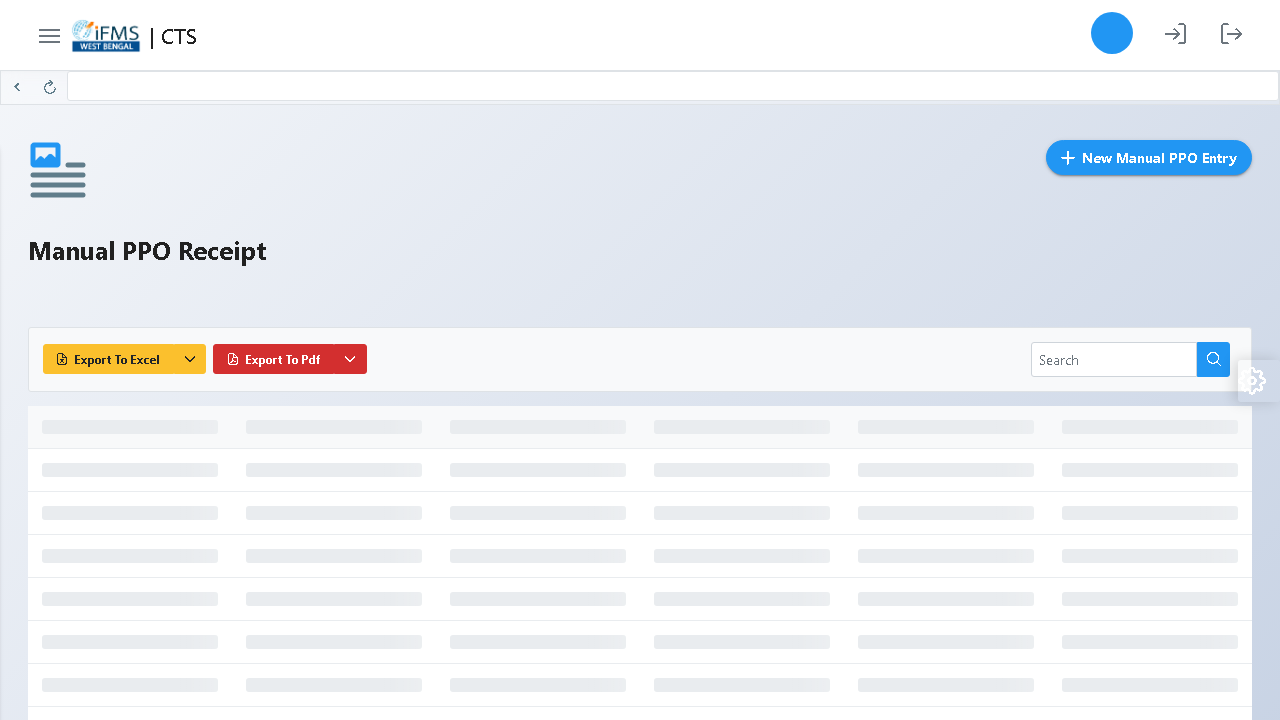 iFMS
WEST BENGAL
| CTS
New Manual PPO Entry
Manual PPO Receipt
Export To Excel
Export To Pdf
Search